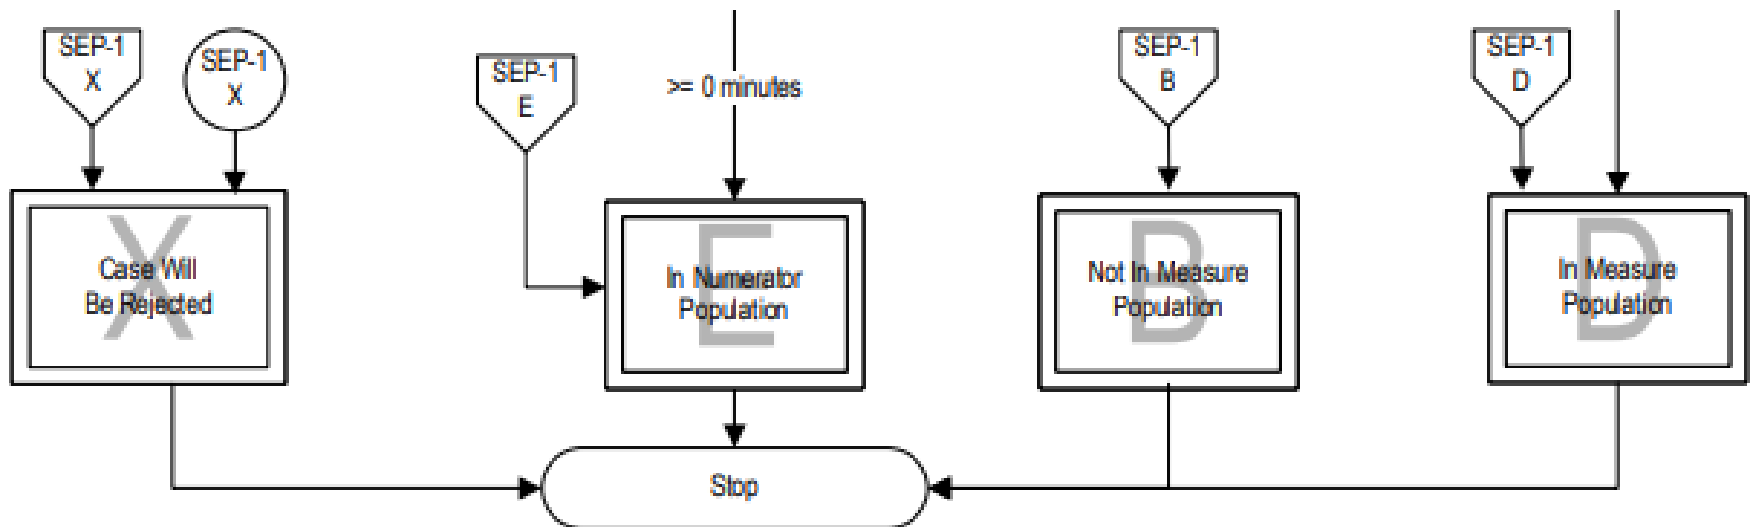 SEP-1
X
SEP-1
X
SEP-1
E
>= 0 minutes
SEP-1
B
SEP-1
D
X
Case Will
Be Rejected
E
In Numerator
Population
B
Not In Measure
Population
D
In Measure
Population
Stop